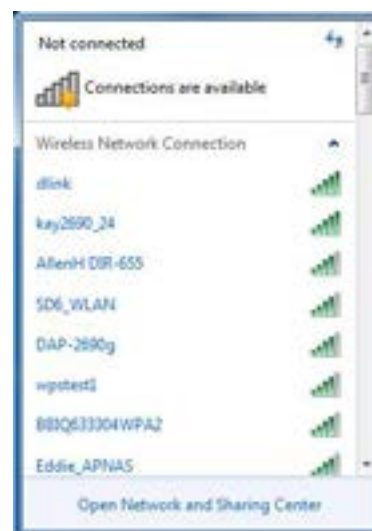 Not connected
Connections are available
Wireless Network Connection
dlink
kay2690_24
AllenH DIR-655
SD6_WLAN
DAP-2690g
wpstest1
Eddie_APNAS
Open Network and Sharing Center